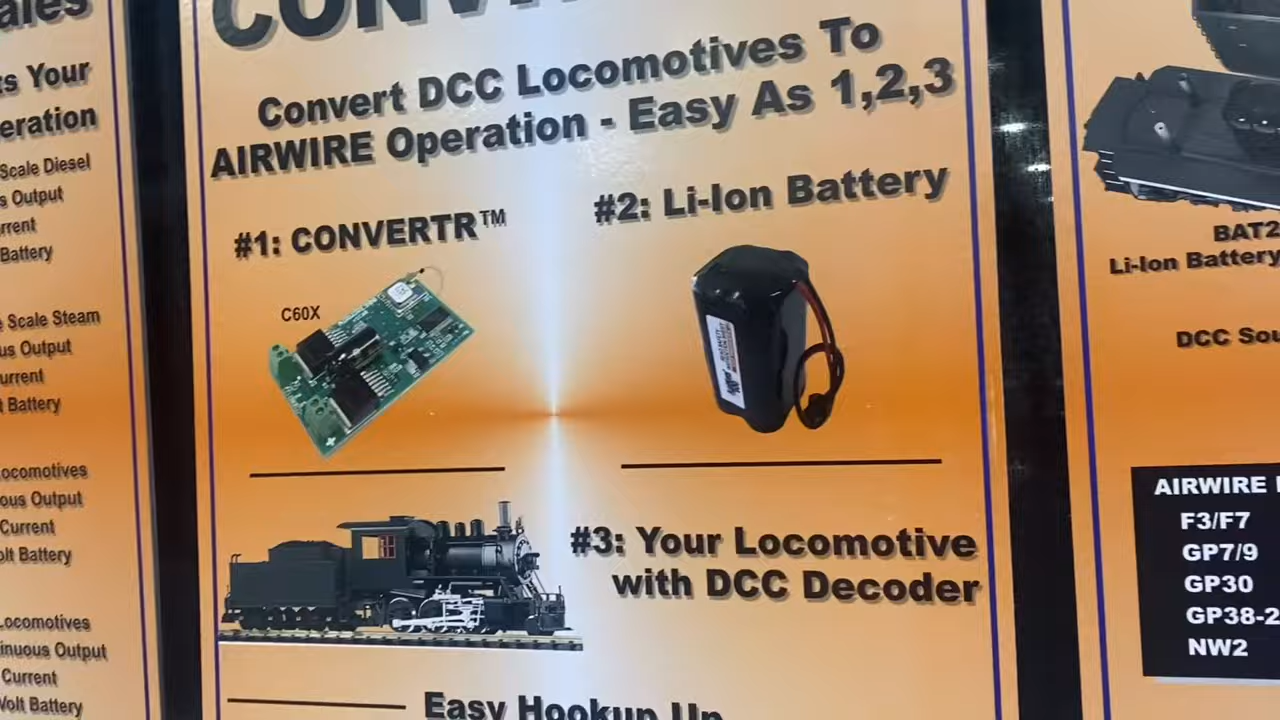 ales
s Your
eration
Scale Diesel
s Output
rrent
Battery
Scale Steam
us Output
urrent
t Battery
ocomotives
ous Output
Current
olt Battery
Locomotives
inuous Output
Current
Volt Battery
CONV
Convert DCC Locomotives To
AIRWIRE Operation - Easy As 1,2,3
#1: CONVERTR™
C60X
#2: Li-Ion Battery
#3: Your Locomotive
with DCC Decoder
Easy Hookup Up
BAT2
Li-Ion Battery
DCC Sou
AIRWIRE
F3/F7
GP7/9
GP30
GP38-2
NW2